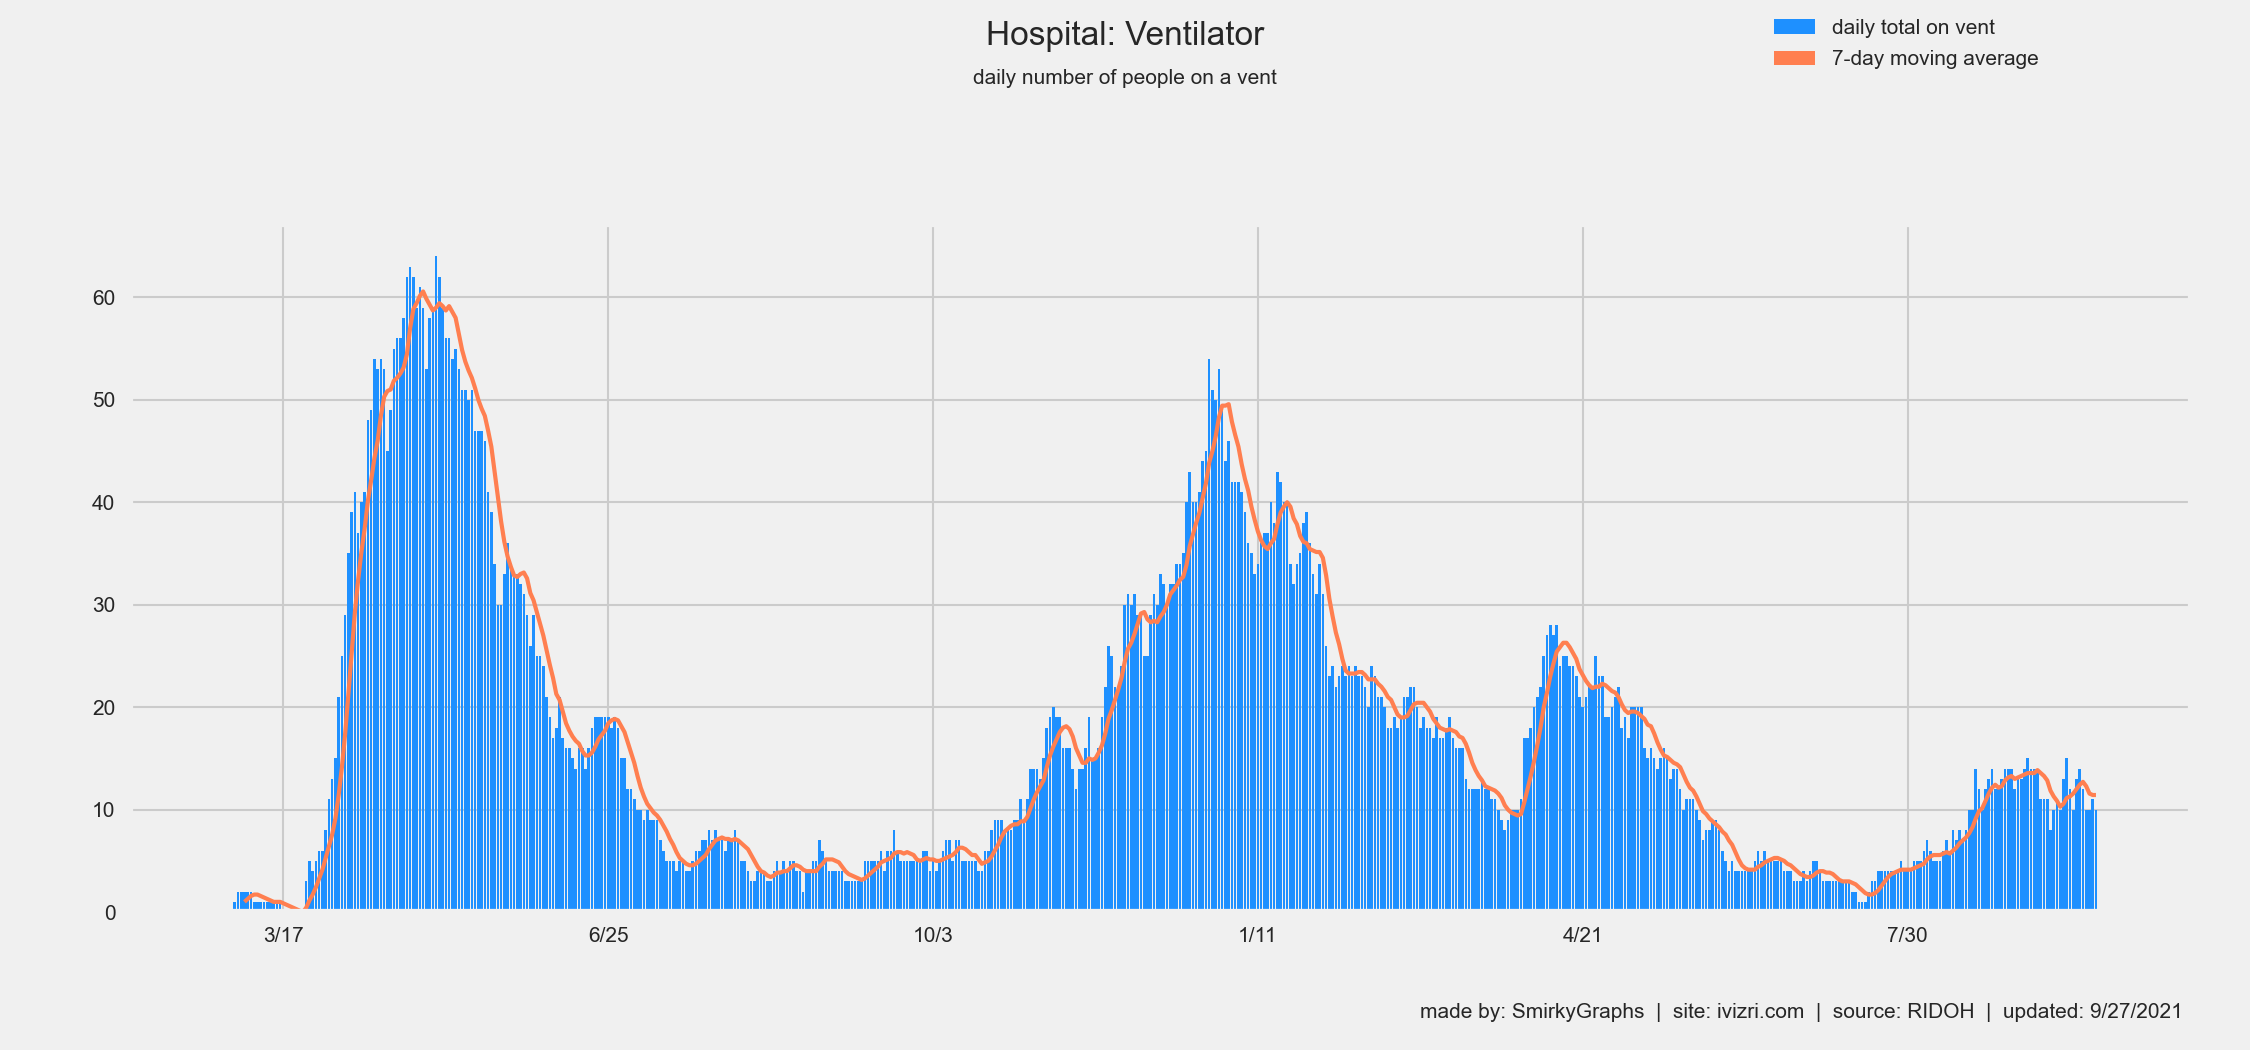 Hospital: Ventilator
daily number of people on a vent
daily total on vent
7-day moving average
60
50
40
30
20
10
0
3/17 6/25 10/3 1/11 4/21 7/30
made by: SmirkyGraphs | site: ivizri.com | source: RIDOH | updated: 9/27/2021